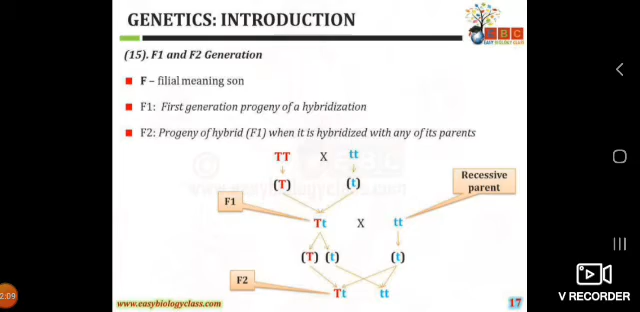 GENETICS: INTRODUCTION
EBC
EASY BIOLOGY CLASS
(15). F1 and F2 Generation
F – filial meaning son
F1: First generation progeny of a hybridization
F2: Progeny of hybrid (F1) when it is hybridized with any of its parents
TT X tt
Recessive parent
(T) (t)
F1
Tt X tt
(T) (t) (t)
F2
Tt tt
www.easybiologyclass.com
17
2:09
V RECORDER